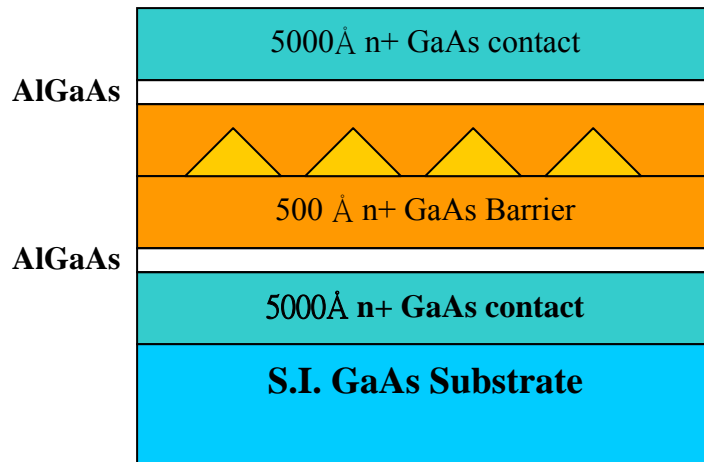 5000Å n+ GaAs contact
AlGaAs
500 Å n+ GaAs Barrier
AlGaAs
5000Å n+ GaAs contact
S.I. GaAs Substrate